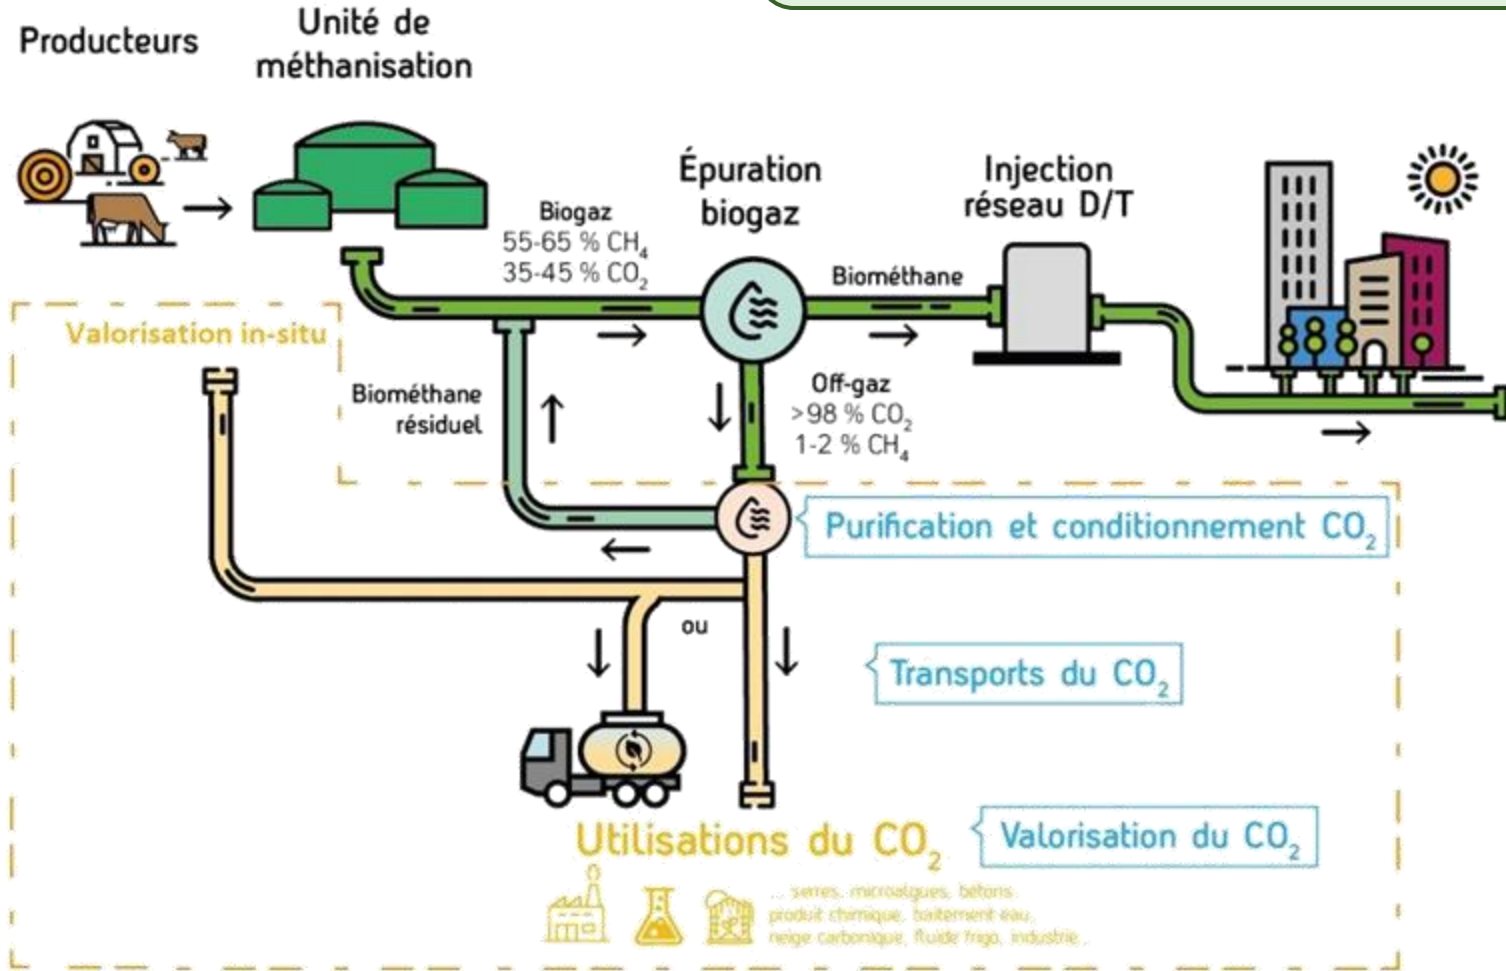 Producteurs
Unité de
méthanisation
Épuration
biogaz
Injection
réseau D/T
Biogaz
55-65 % CH₄
35-45 % CO₂
Biométhane
Valorisation in-situ
Biométhane
résiduel
Off-gaz
>98 % CO₂
1-2 % CH₄
Purification et conditionnement CO₂
ou
Transports du CO₂
Utilisations du CO₂
Valorisation du CO₂
... serres, microalgues, bétons,
produit chimique, traitement eau,
neige carbonique, fluide frigo, industrie...